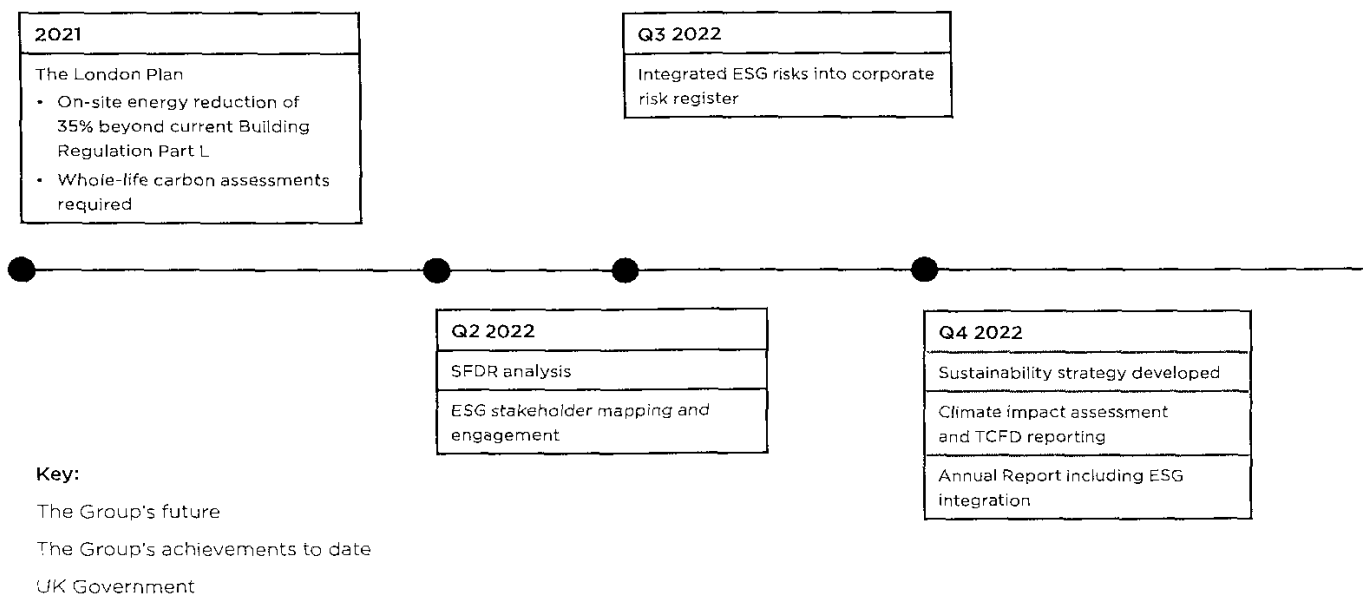 2021
The London Plan
• On-site energy reduction of
35% beyond current Building
Regulation Part L
• Whole-life carbon assessments
required
Q3 2022
Integrated ESG risks into corporate
risk register
Q2 2022
SFDR analysis
ESG stakeholder mapping and
engagement
Q4 2022
Sustainability strategy developed
Climate impact assessment
and TCFD reporting
Annual Report including ESG
integration
Key:
The Group's future
The Group's achievements to date
UK Government